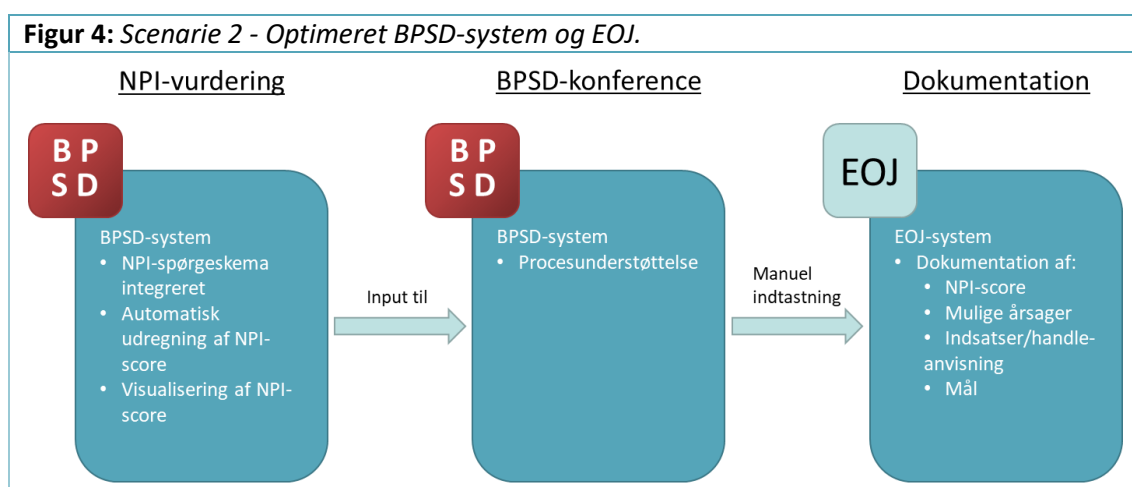 Figur 4: Scenarie 2 - Optimeret BPSD-system og EOJ.
NPI-vurdering
BPSD-konference
Dokumentation
B P
S D
BPSD-system
• NPI-spørgeskema
integreret
• Automatisk
udregning af NPI-
score
• Visualisering af NPI-
score
Input til
B P
S D
BPSD-system
• Procesunderstøttelse
Manuel
indtastning
EOJ
EOJ-system
• Dokumentation af:
• NPI-score
• Mulige årsager
• Indsatser/handle-
anvisning
• Mål